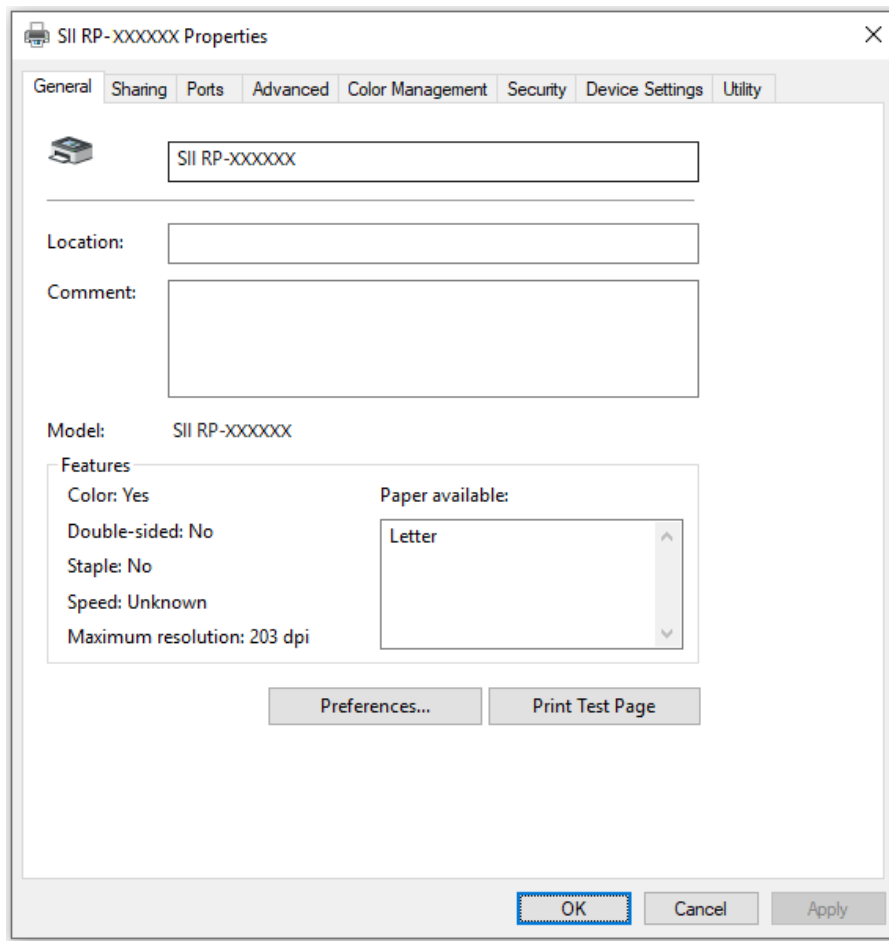 SII RP-XXXXXX Properties
General Sharing Ports Advanced Color Management Security Device Settings Utility
SII RP-XXXXXX
Location:
Comment:
Model: SII RP-XXXXXX
Features
Color: Yes Paper available:
Double-sided: No Letter
Staple: No
Speed: Unknown
Maximum resolution: 203 dpi
Preferences... Print Test Page
OK Cancel Apply